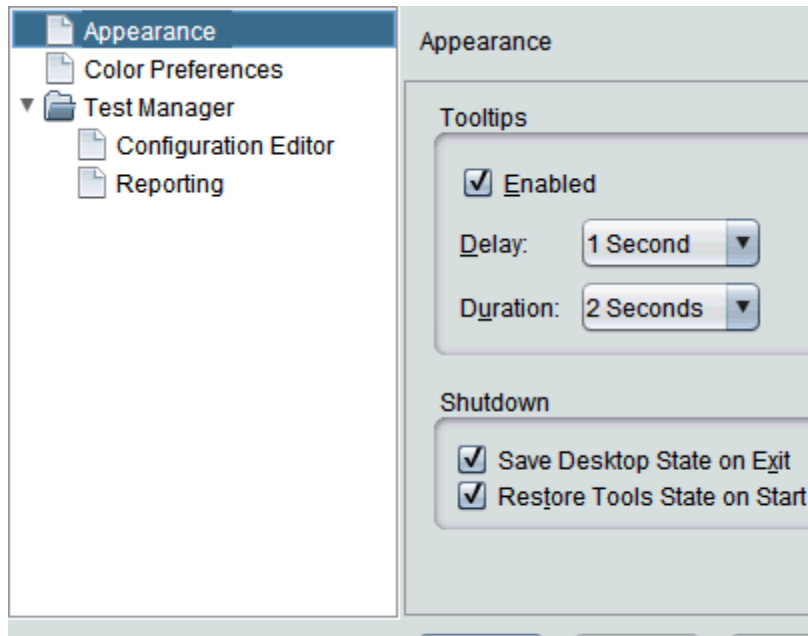 Appearance
Color Preferences
Test Manager
Configuration Editor
Reporting
Appearance
Tooltips
Enabled
Delay: 1 Second
Duration: 2 Seconds
Shutdown
Save Desktop State on Exit
Restore Tools State on Start